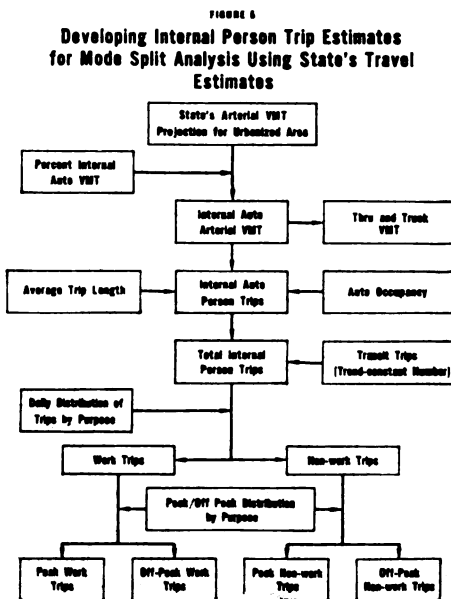 FIGURE 6
Developing Internal Person Trip Estimates
for Mode Split Analysis Using State's Travel
Estimates
State's Arterial VMT
Projection for Urbanized Area
Percent Internal
Auto VMT
Internal Auto
Arterial VMT
Thru and Truck
VMT
Average Trip Length
Internal Auto
Person Trips
Auto Occupancy
Total Internal
Person Trips
Transit Trips
(Trend-constant Number)
Daily Distribution of
Trips by Purpose
Work Trips
Non-work Trips
Peak/Off Peak Distribution
by Purpose
Peak Work
Trips
Off-Peak Work
Trips
Peak Non-work
Trips
Off-Peak
Non-work Trips